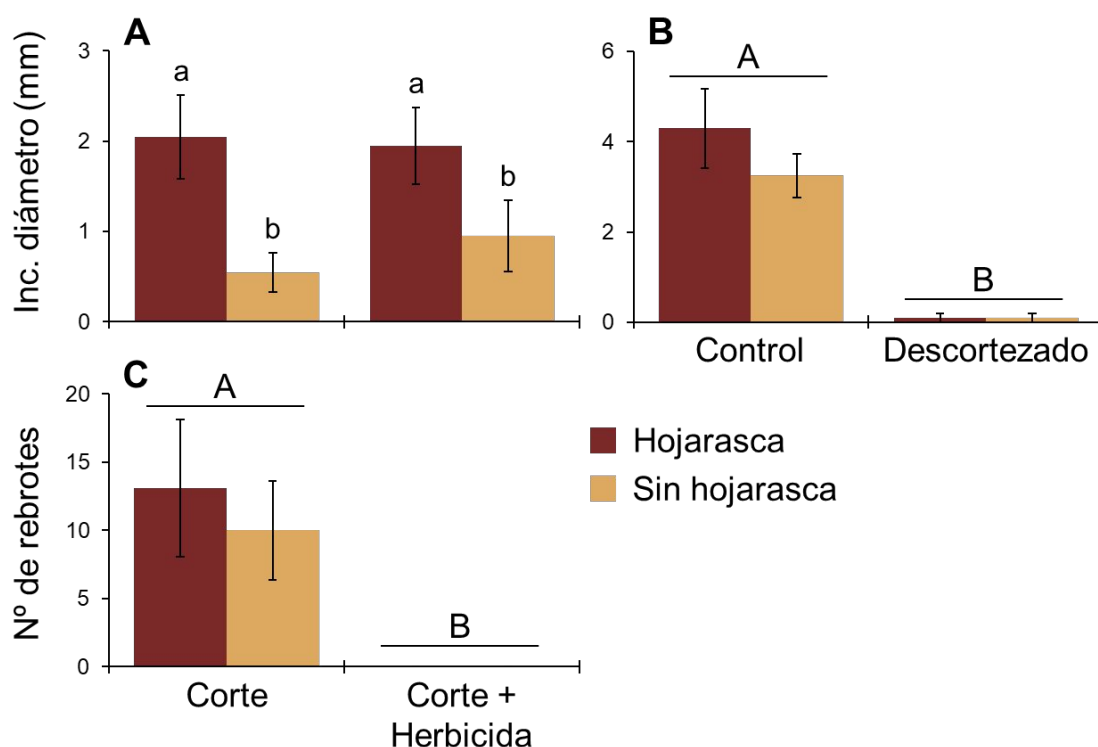 A
Inc. diámetro (mm)
3
2
1
0
a
b
a
b
B
6
4
2
0
A
B
Control
Descortezado
C
Nº de rebrotes
20
15
10
5
0
A
B
Corte
Corte +
Herbicida
Hojarasca
Sin hojarasca